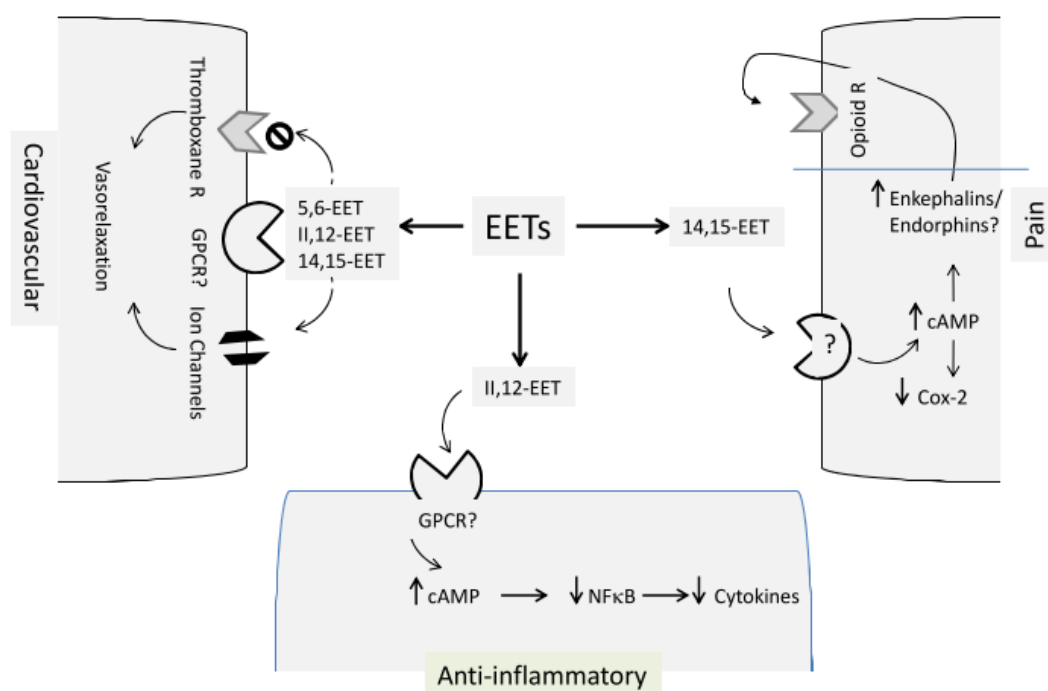 Cardiovascular
Vasorelaxation
Thromboxane R
GPCR?
Ion Channels
5,6-EET
II,12-EET
14,15-EET
EETs
14,15-EET
II,12-EET
Opioid R
Enkephalins/
Endorphins?
Pain
?
cAMP
Cox-2
GPCR?
cAMP
NFκB
Cytokines
Anti-inflammatory